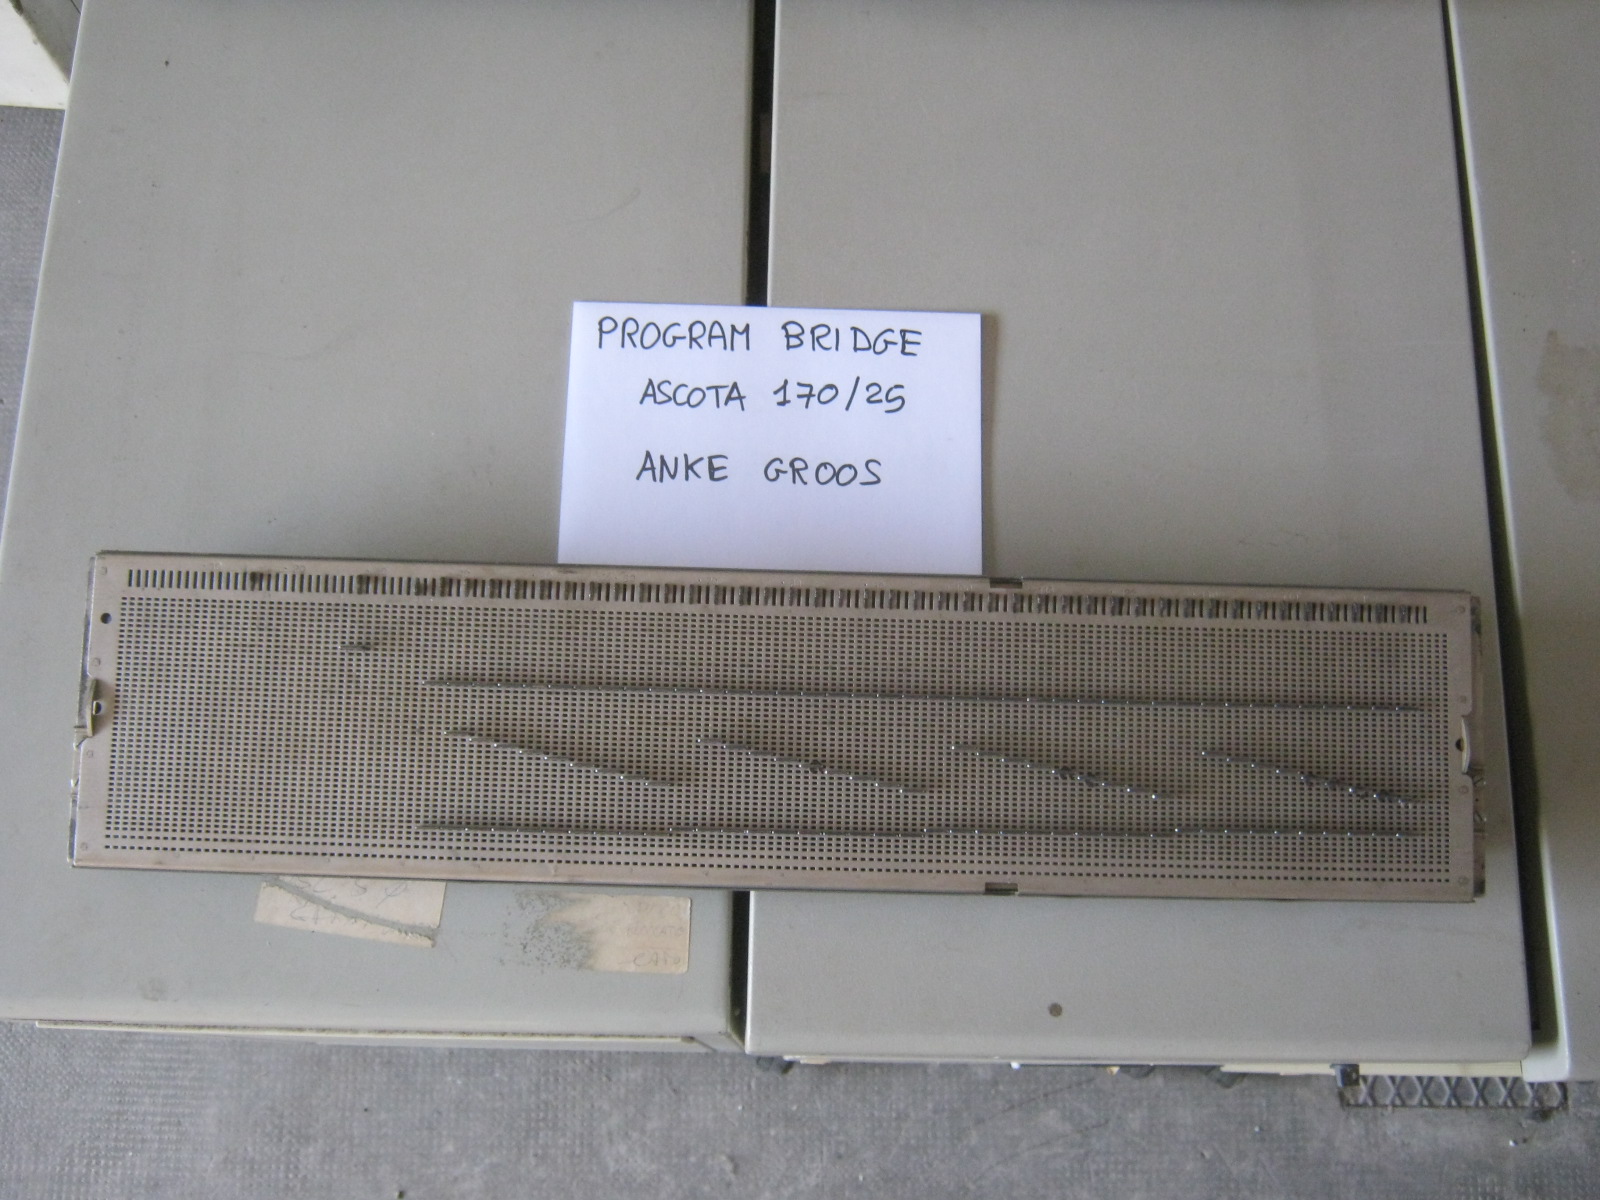 PROGRAM BRIDGE
ASCOTA 170/25
ANKE GROOS